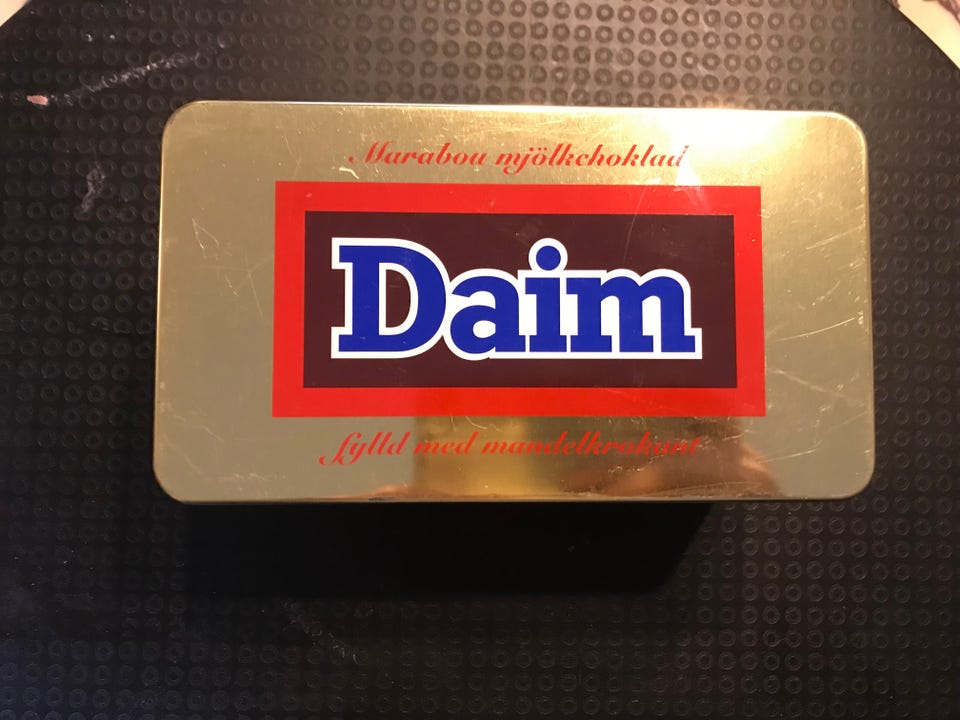 Marabou mjölkchoklad
Daim
fylld med mandelkrokant